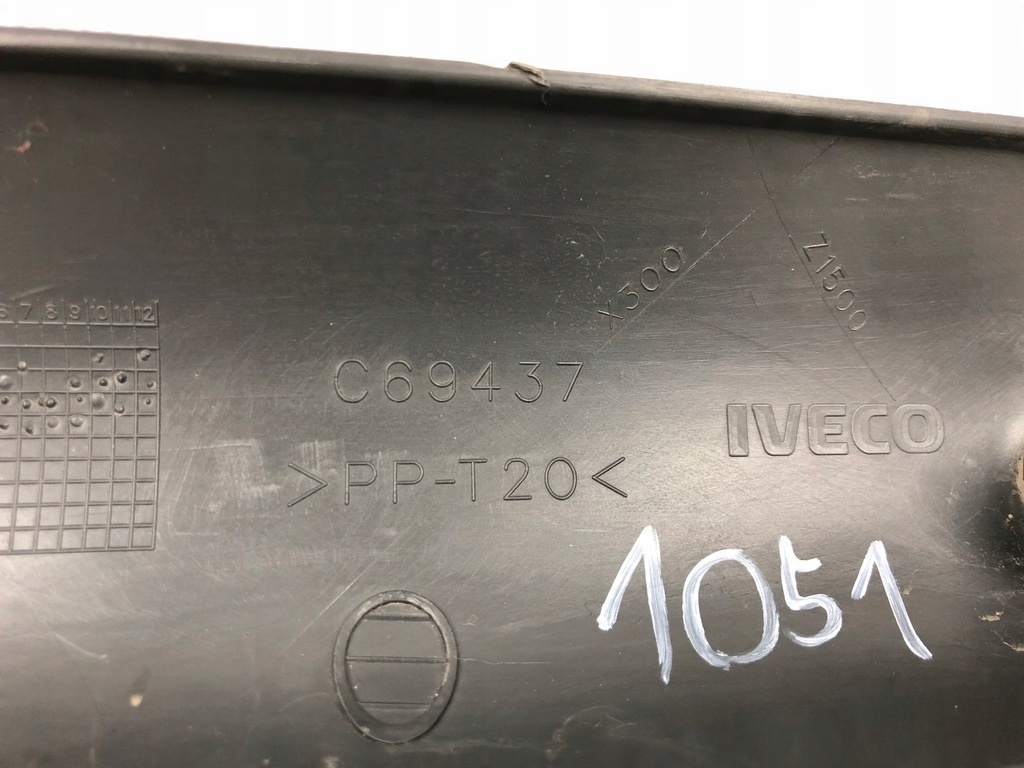 X300
Z1500
6 7 8 9 10 11 12
C69437
IVECO
>PP-T20<
1051